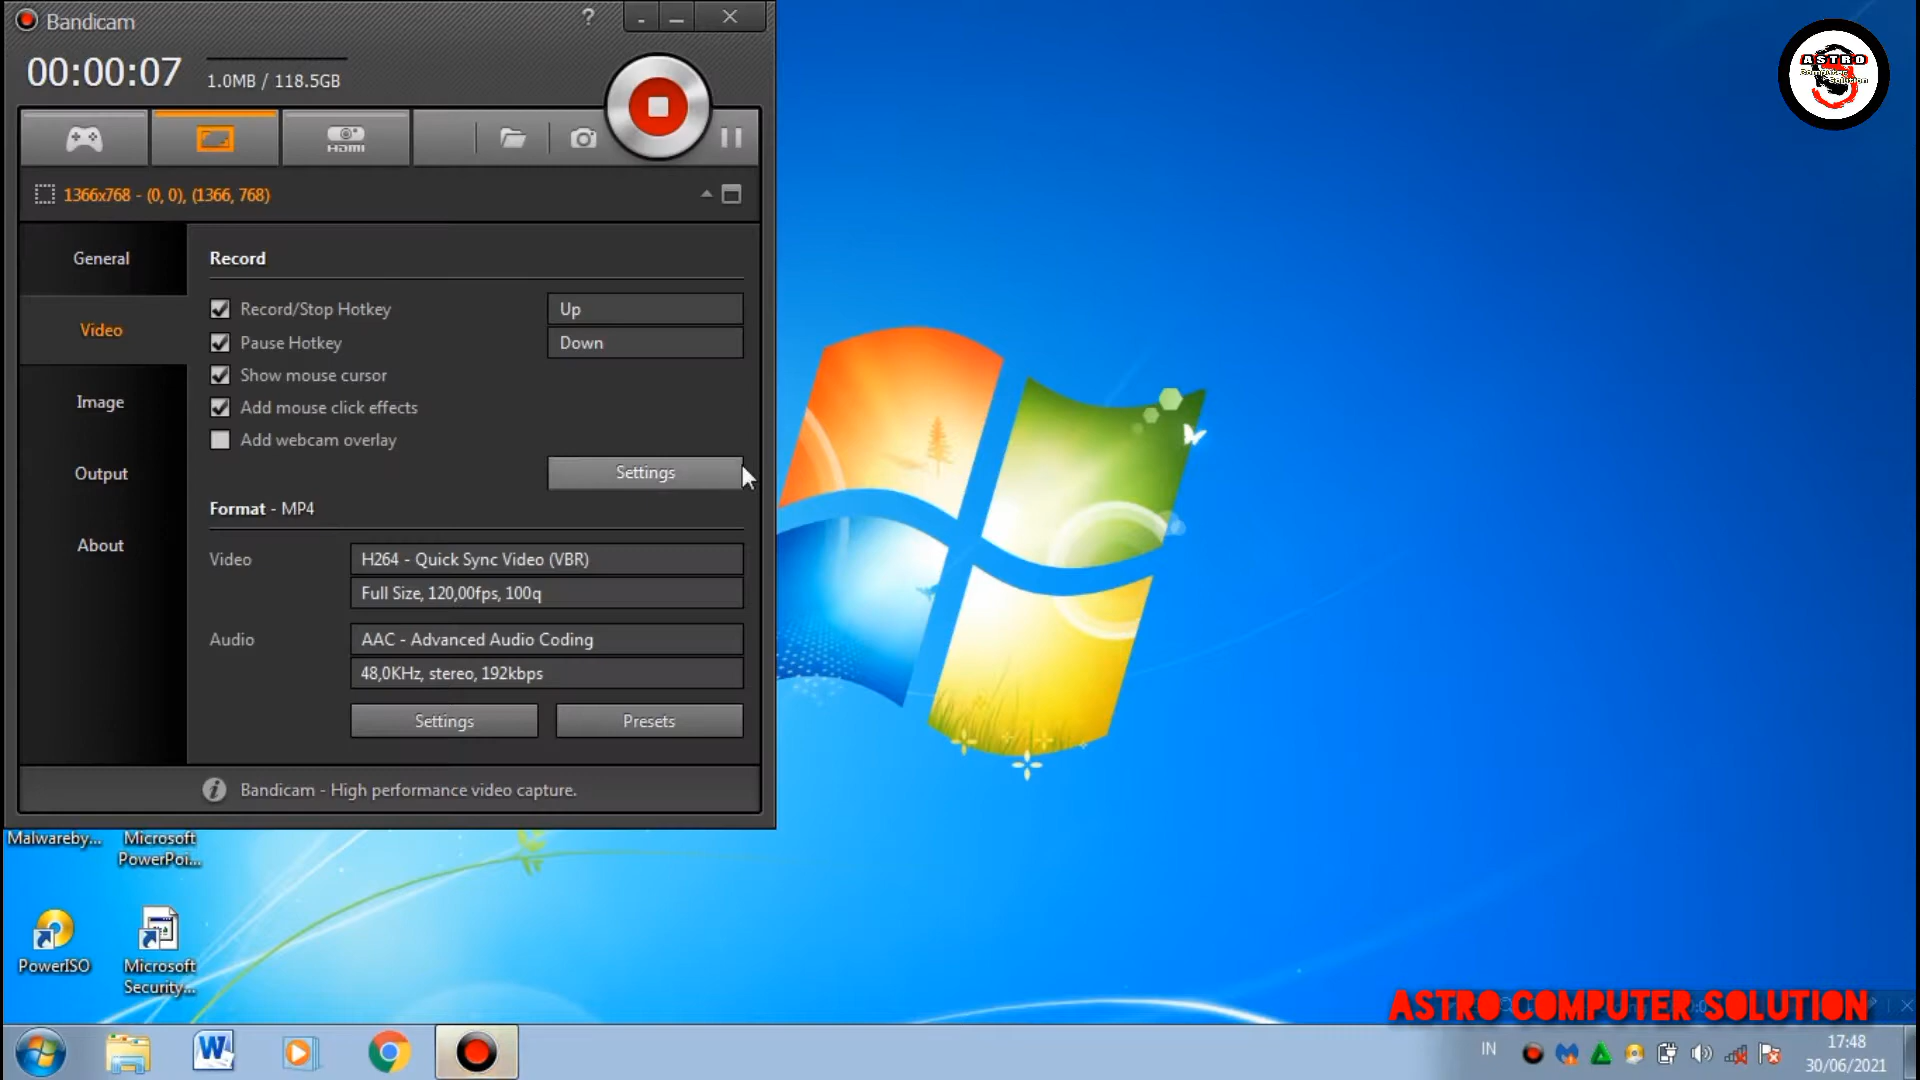 Bandicam
?
00:00:07
1.0MB / 118.5GB
HDMI
1366x768 - (0, 0), (1366, 768)
General
Video
Image
Output
About
Record
Record/Stop Hotkey
Up
Pause Hotkey
Down
Show mouse cursor
Add mouse click effects
Add webcam overlay
Settings
Format - MP4
Video
H264 - Quick Sync Video (VBR)
Full Size, 120,00fps, 100q
Audio
AAC - Advanced Audio Coding
48,0KHz, stereo, 192kbps
Settings
Presets
Bandicam - High performance video capture.
ASTRO
Computer
Solution
Malwareby...
Microsoft
PowerPoi...
PowerISO
Microsoft
Security...
ASTRO COMPUTER SOLUTION
IN
17:48
30/06/2021